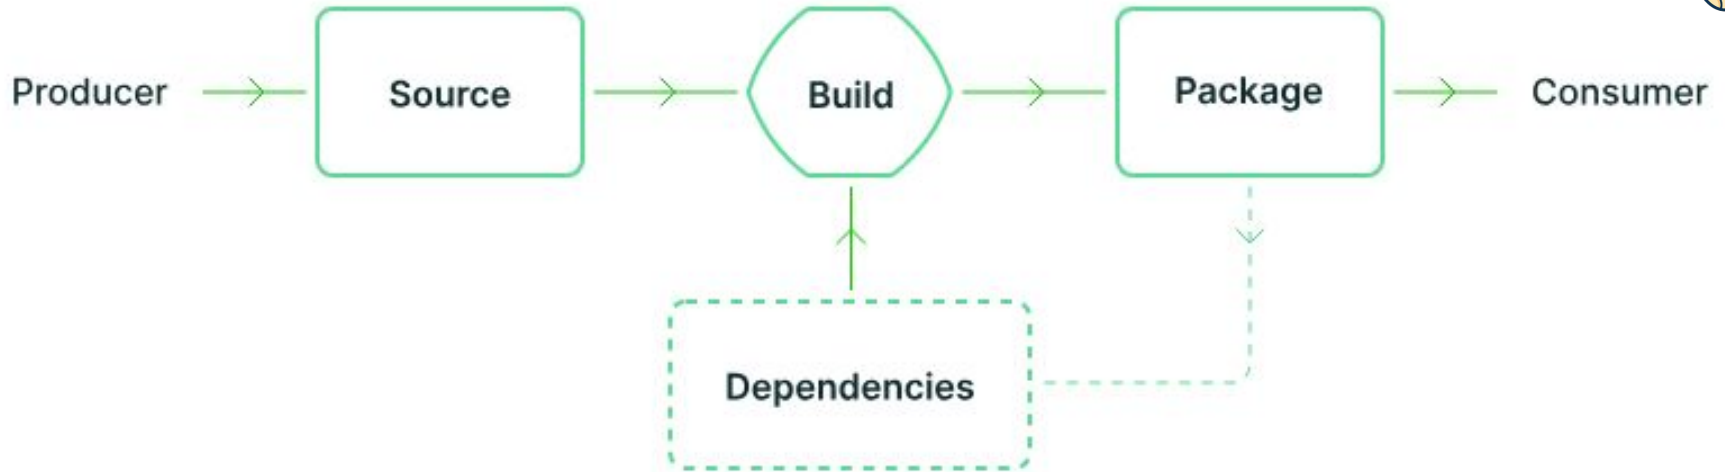 Producer
Source
Build
Package
Consumer
Dependencies